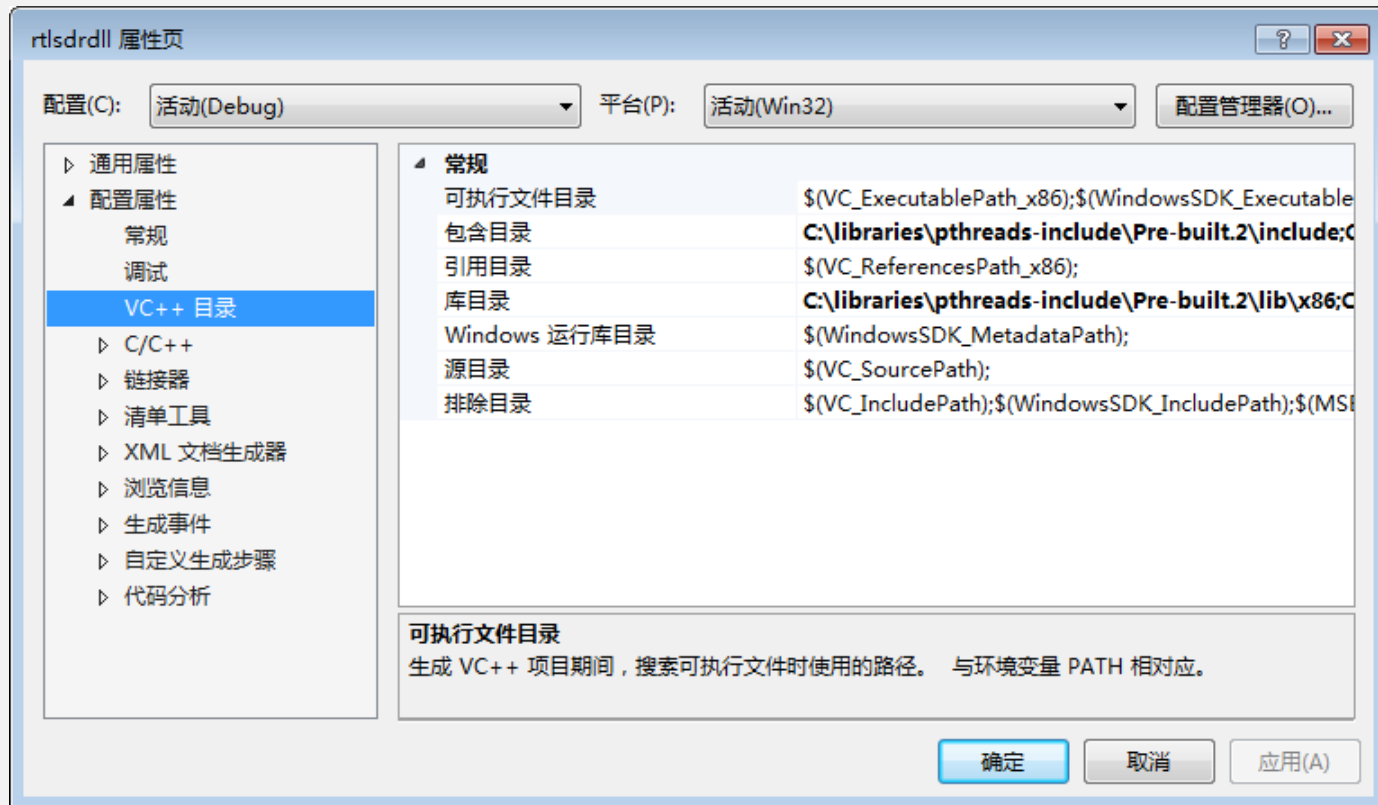 rtlsdrdll 属性页
配置(C): 活动(Debug) 平台(P): 活动(Win32) 配置管理器(O)...
通用属性
配置属性
常规
调试
VC++ 目录
C/C++
链接器
清单工具
XML 文档生成器
浏览信息
生成事件
自定义生成步骤
代码分析
常规
可执行文件目录 $(VC_ExecutablePath_x86);$(WindowsSDK_Executable
包含目录 C:\libraries\pthreads-include\Pre-built.2\include;C
引用目录 $(VC_ReferencesPath_x86);
库目录 C:\libraries\pthreads-include\Pre-built.2\lib\x86;C
Windows 运行库目录 $(WindowsSDK_MetadataPath);
源目录 $(VC_SourcePath);
排除目录 $(VC_IncludePath);$(WindowsSDK_IncludePath);$(MSE
可执行文件目录
生成 VC++ 项目期间，搜索可执行文件时使用的路径。 与环境变量 PATH 相对应。
确定 取消 应用(A)